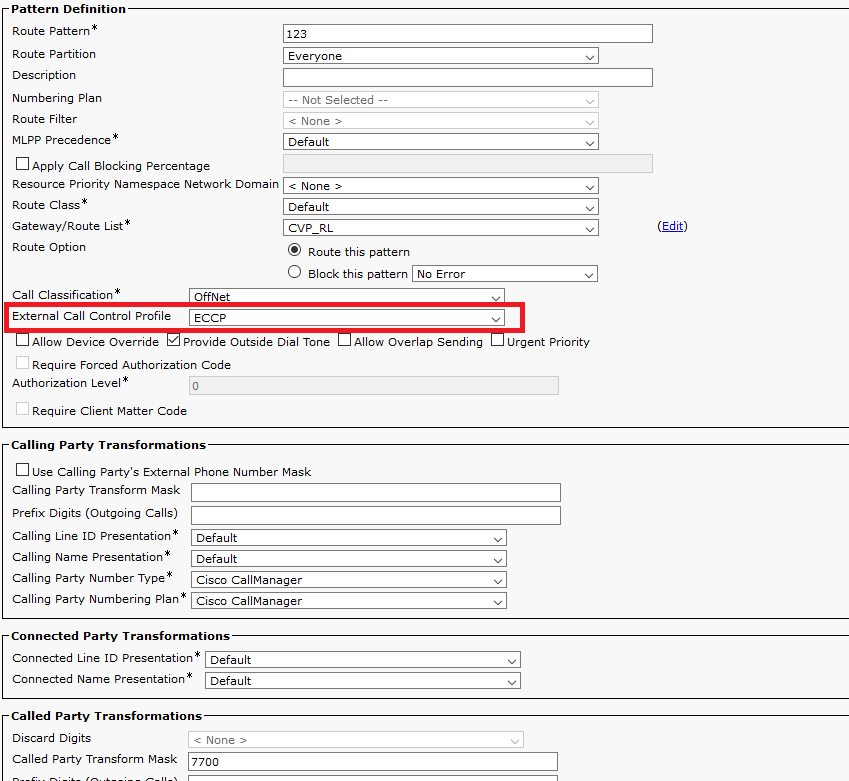 Pattern Definition
Route Pattern* 123
Route Partition Everyone
Description
Numbering Plan -- Not Selected --
Route Filter < None >
MLPP Precedence* Default
Apply Call Blocking Percentage
Resource Priority Namespace Network Domain < None >
Route Class* Default
Gateway/Route List* CVP_RL (Edit)
Route Option Route this pattern
Block this pattern No Error
Call Classification* OffNet
External Call Control Profile ECCP
Allow Device Override Provide Outside Dial Tone Allow Overlap Sending Urgent Priority
Require Forced Authorization Code
Authorization Level* 0
Require Client Matter Code
Calling Party Transformations
Use Calling Party's External Phone Number Mask
Calling Party Transform Mask
Prefix Digits (Outgoing Calls)
Calling Line ID Presentation* Default
Calling Name Presentation* Default
Calling Party Number Type* Cisco CallManager
Calling Party Numbering Plan* Cisco CallManager
Connected Party Transformations
Connected Line ID Presentation* Default
Connected Name Presentation* Default
Called Party Transformations
Discard Digits < None >
Called Party Transform Mask 7700
Prefix Digits (Outgoing Calls)